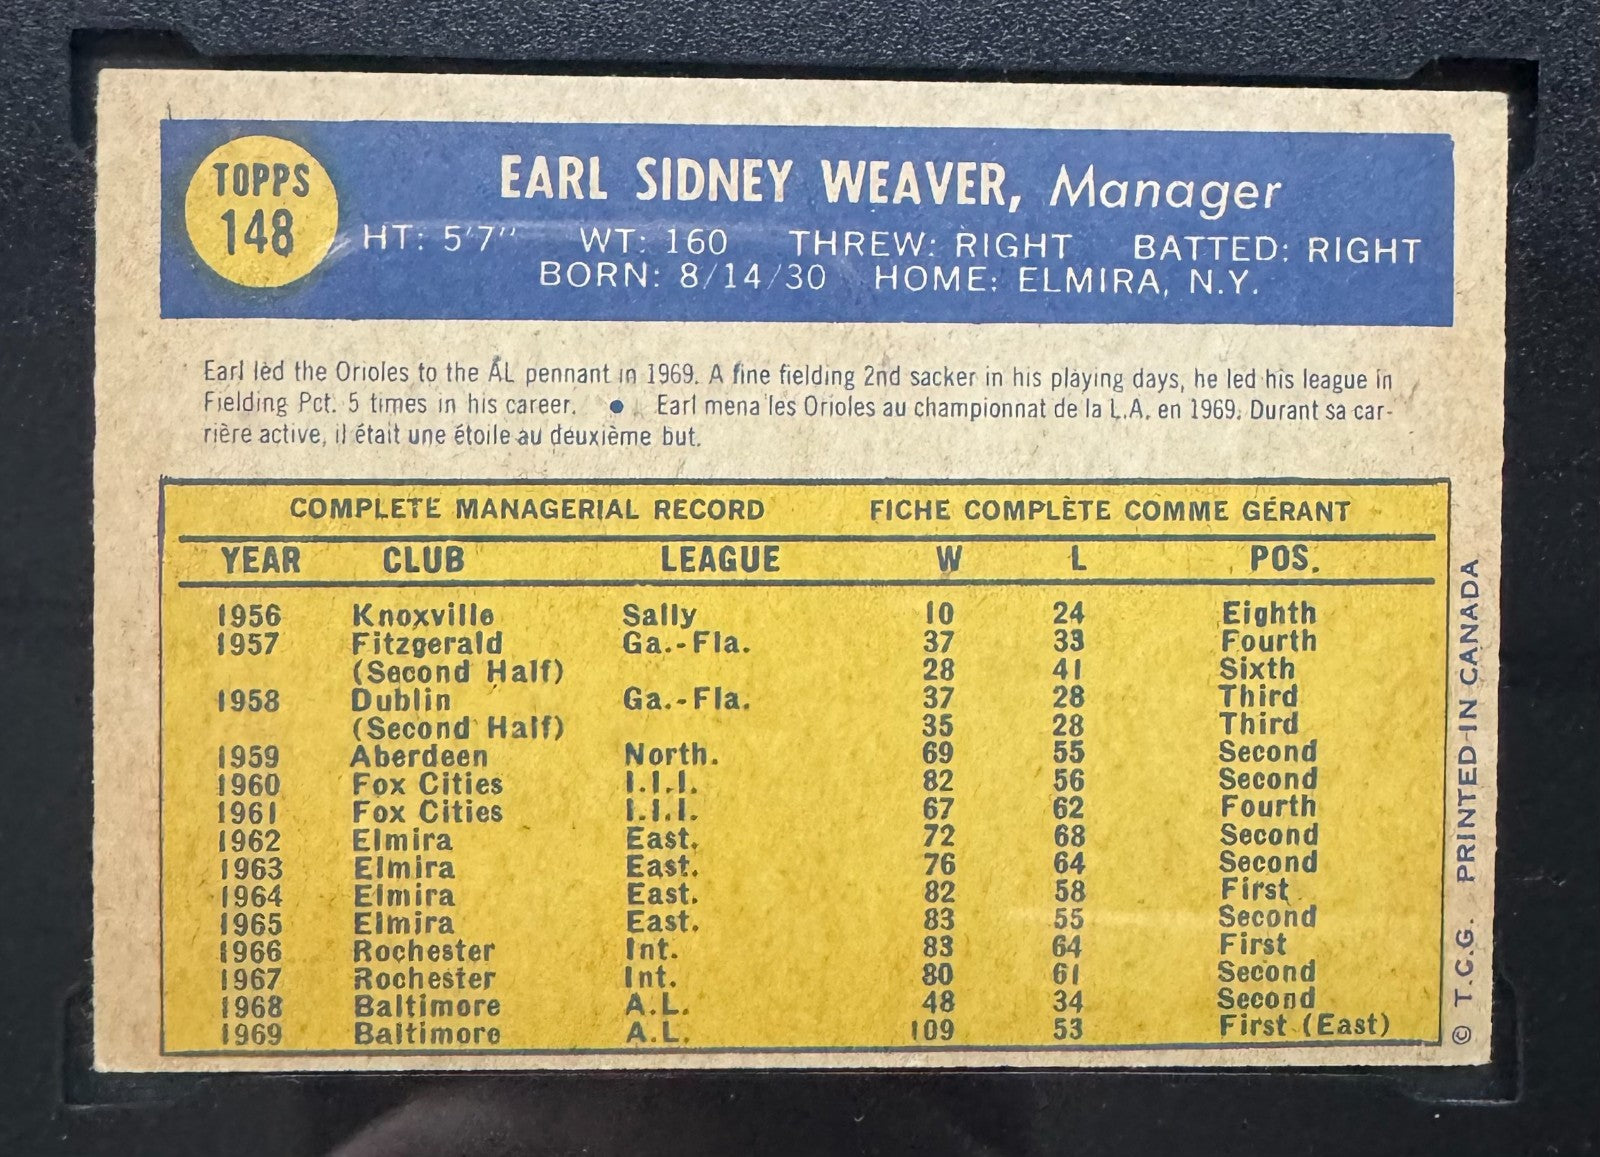 TOPPS
148
EARL SIDNEY WEAVER, Manager
HT: 5'7" WT: 160 THREW: RIGHT BATTED: RIGHT
BORN: 8/14/30 HOME: ELMIRA, N.Y.
Earl led the Orioles to the AL pennant in 1969. A fine fielding 2nd sacker in his playing days, he led his league in
Fielding Pct. 5 times in his career. • Earl mena les Orioles au championnat de la L.A. en 1969. Durant sa car-
rière active, il était une étoile au deuxième but.
COMPLETE MANAGERIAL RECORD FICHE COMPLÈTE COMME GÉRANT
YEAR CLUB LEAGUE W L POS.
1956 Knoxville Sally 10 24 Eighth
1957 Fitzgerald Ga.-Fla. 37 33 Fourth
(Second Half) 28 41 Sixth
1958 Dublin Ga.-Fla. 37 28 Third
(Second Half) 35 28 Third
1959 Aberdeen North. 69 55 Second
1960 Fox Cities I.I.I. 82 56 Second
1961 Fox Cities I.I.I. 67 62 Fourth
1962 Elmira East. 72 68 Second
1963 Elmira East. 76 64 Second
1964 Elmira East. 82 58 First
1965 Elmira East. 83 55 Second
1966 Rochester Int. 83 64 First
1967 Rochester Int. 80 61 Second
1968 Baltimore A.L. 48 34 Second
1969 Baltimore A.L. 109 53 First (East)
© T.C.G. PRINTED IN CANADA